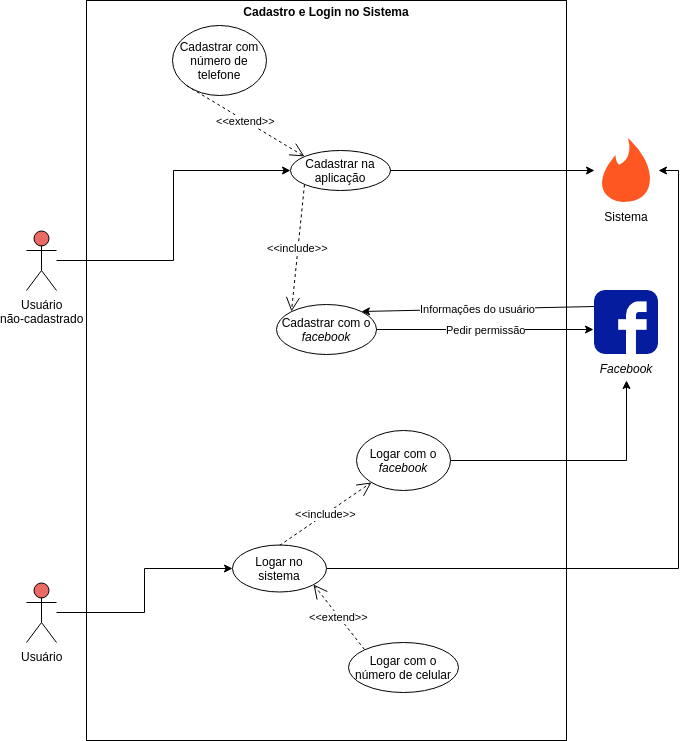 Cadastro e Login no Sistema
Cadastrar com
número de
telefone
<<extend>>
Cadastrar na
aplicação
Sistema
<<include>>
Usuário
não-cadastrado
Informações do usuário
Cadastrar com o
facebook
Pedir permissão
Facebook
Logar com o
facebook
<<include>>
Logar no
sistema
<<extend>>
Usuário
Logar com o
número de celular